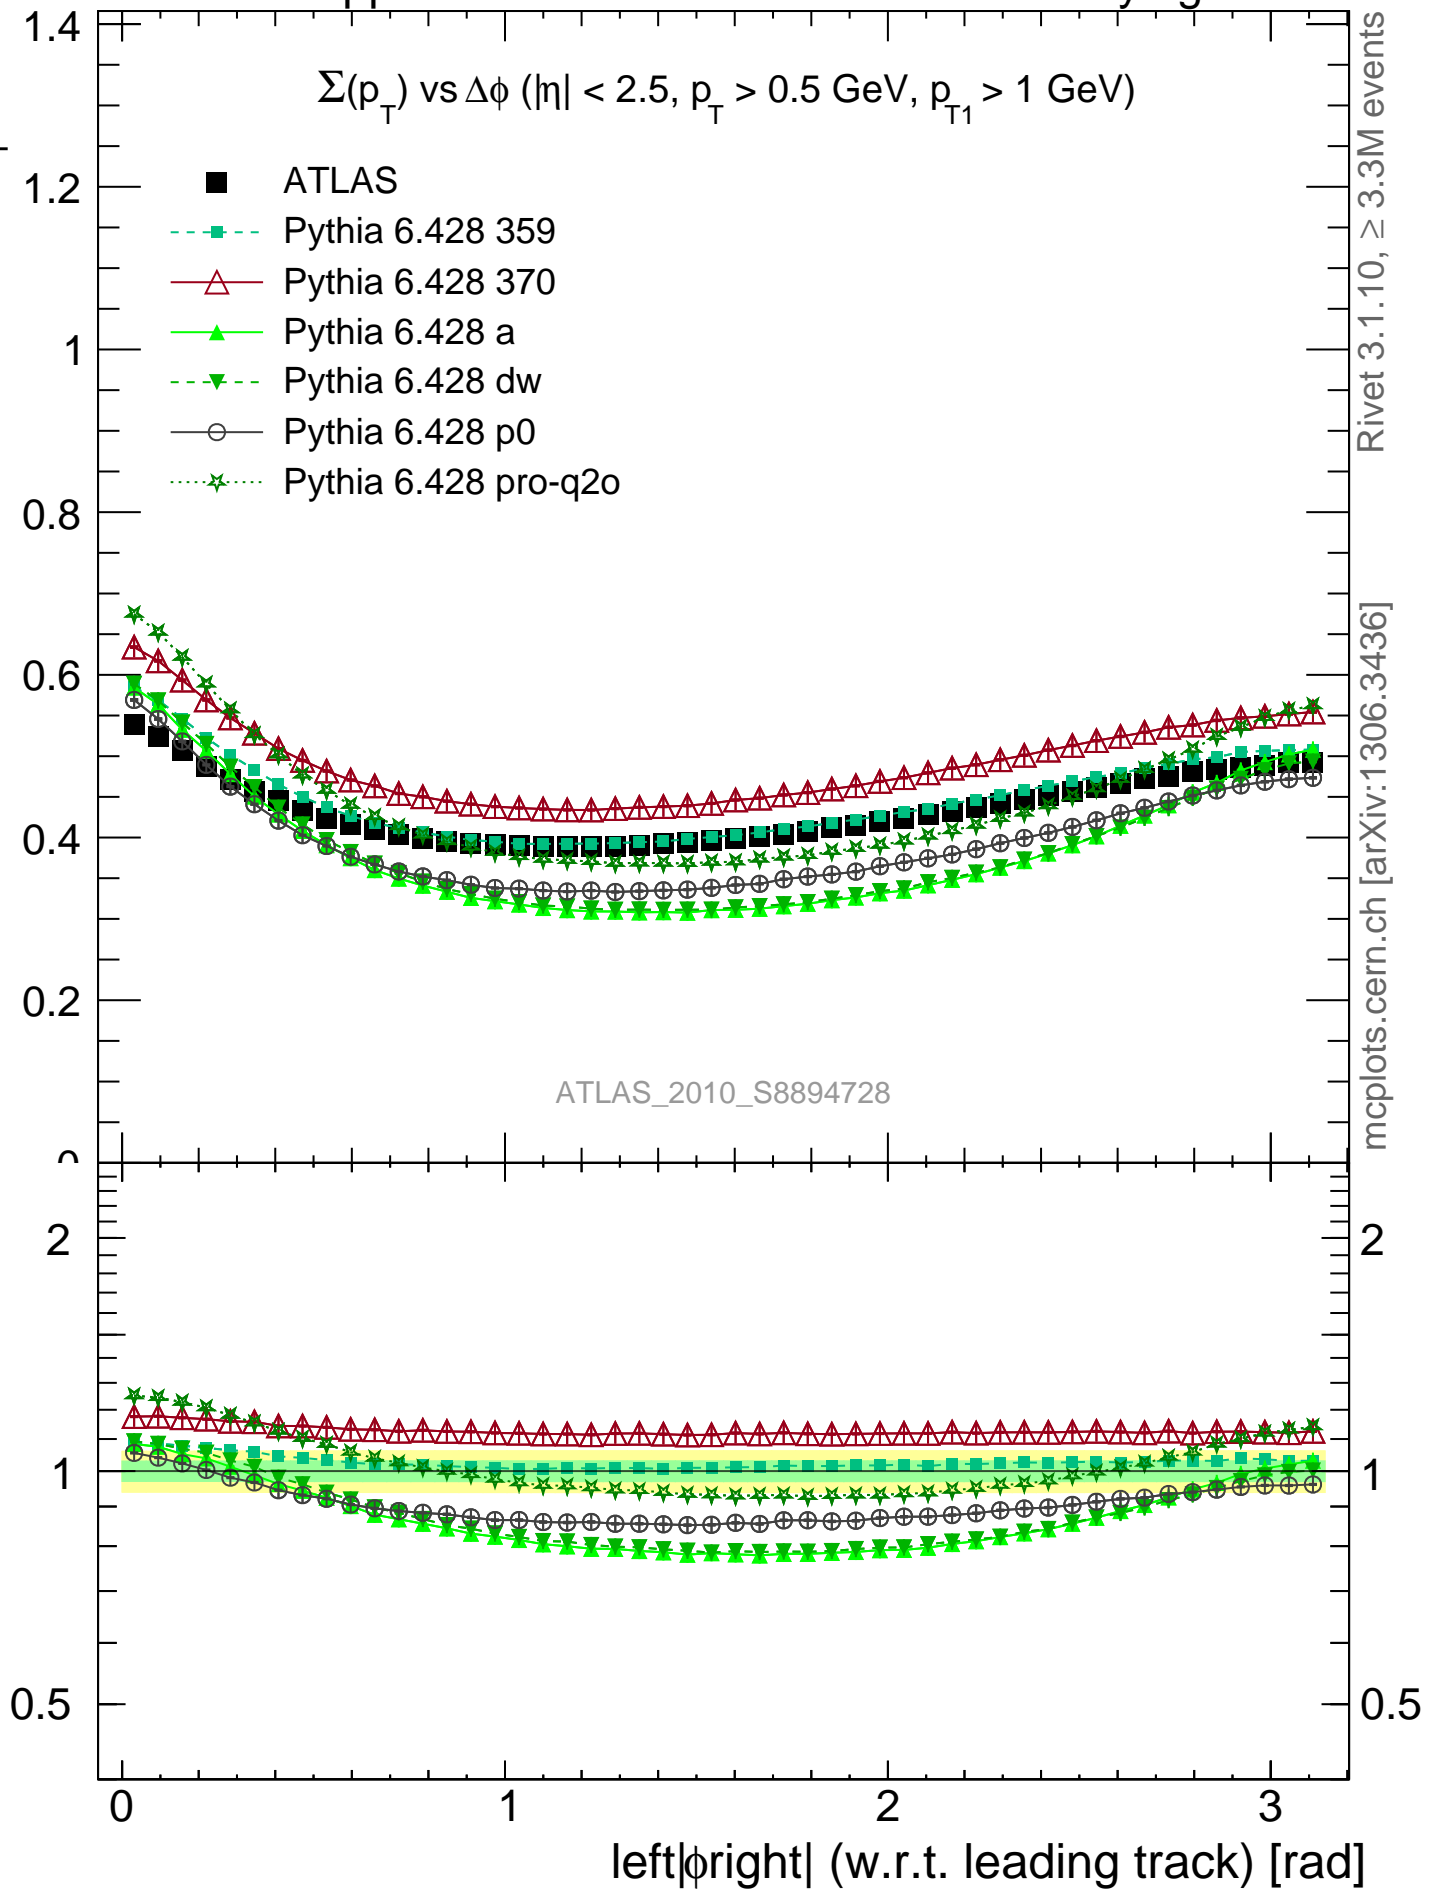 Σ(pT) vs Δϕ (|η| < 2.5, pT > 0.5 GeV, pT1 > 1 GeV)
ATLAS
Pythia 6.428 359
Pythia 6.428 370
Pythia 6.428 a
Pythia 6.428 dw
Pythia 6.428 p0
Pythia 6.428 pro-q2o
1.4
1.2
1
0.8
0.6
0.4
0.2
0
ATLAS_2010_S8894728
Rivet 3.1.10, ≥ 3.3M events
mcplots.cern.ch [arXiv:1306.3436]
2
1
0.5
2
1
0.5
0 1 2 3
left|ϕright| (w.r.t. leading track) [rad]